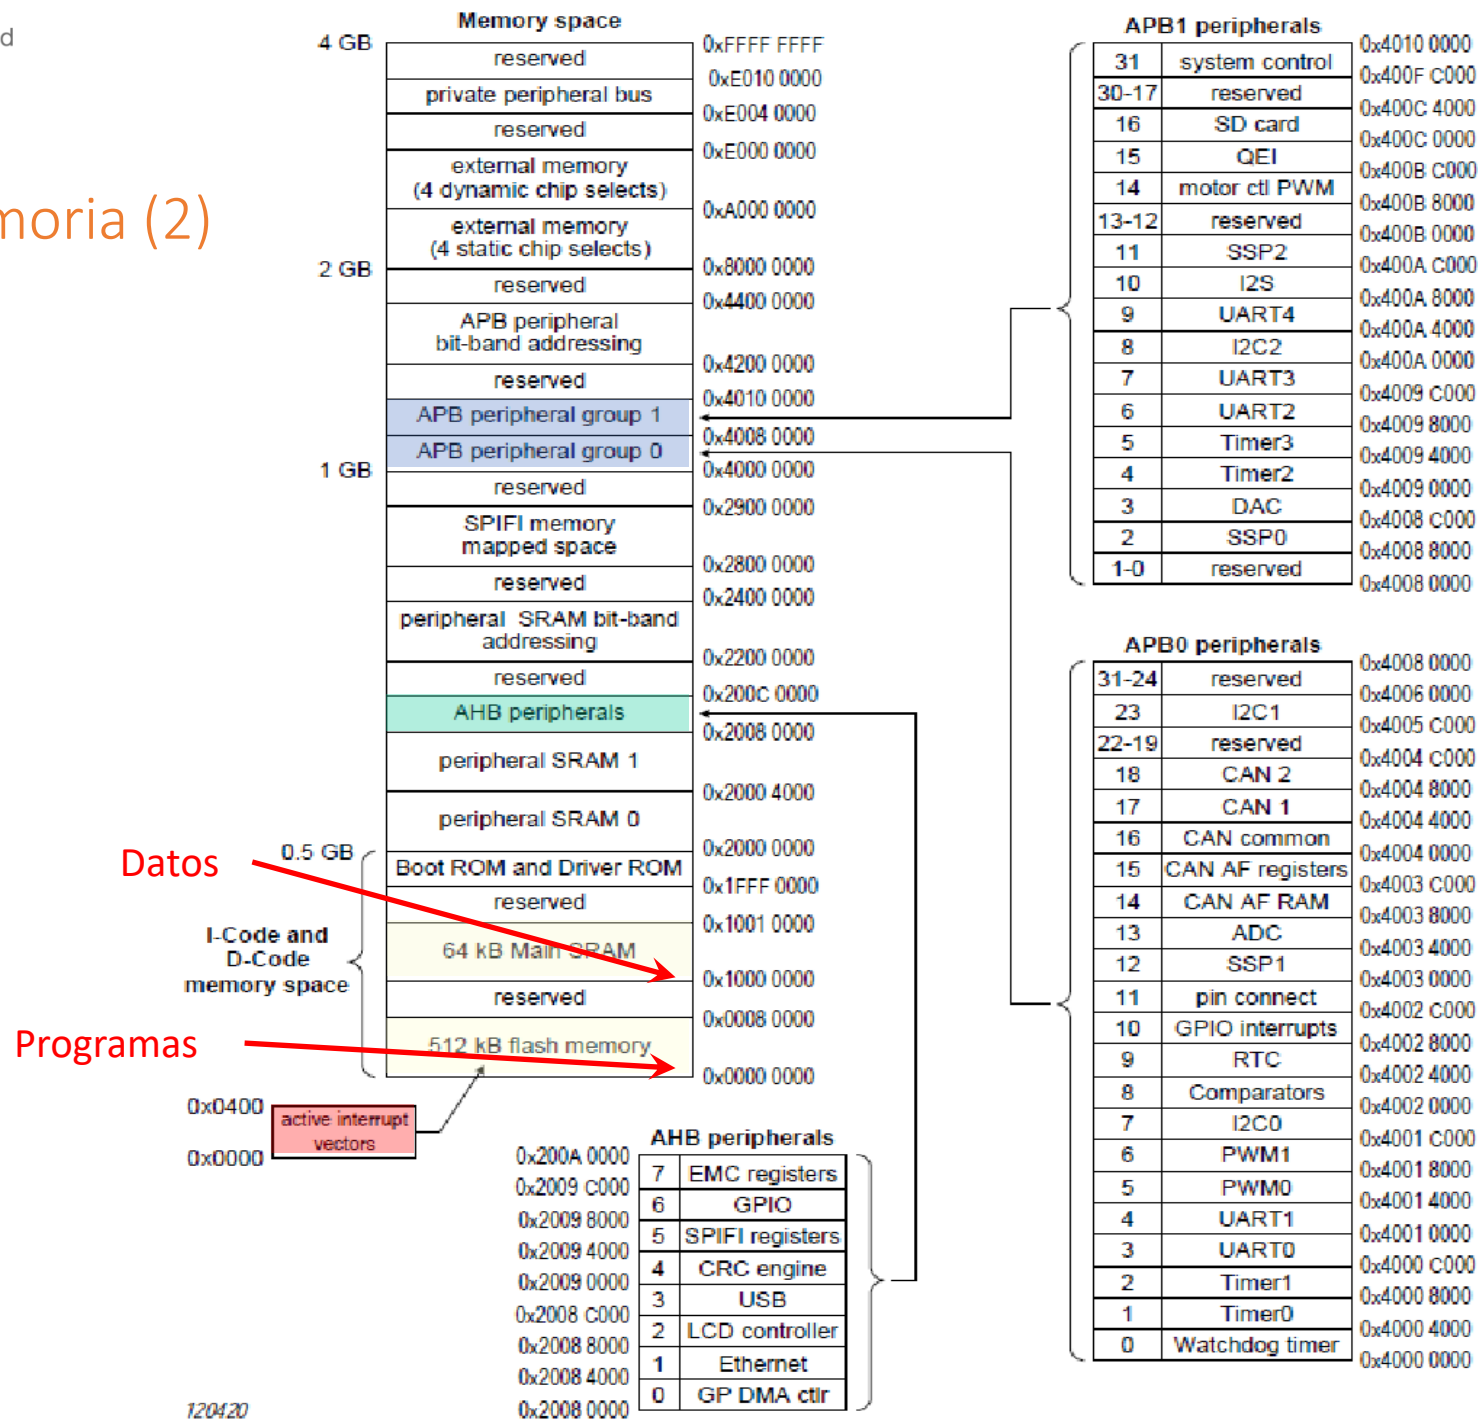 d
moria (2)
Memory space
4 GB
0xFFFF FFFF
reserved
0xE010 0000
private peripheral bus
0xE004 0000
reserved
0xE000 0000
external memory
(4 dynamic chip selects)
0xA000 0000
external memory
(4 static chip selects)
2 GB
0x8000 0000
reserved
0x4400 0000
APB peripheral
bit-band addressing
0x4200 0000
reserved
0x4010 0000
APB peripheral group 1
0x4008 0000
APB peripheral group 0
1 GB
0x4000 0000
reserved
0x2900 0000
SPIFI memory
mapped space
0x2800 0000
reserved
0x2400 0000
peripheral SRAM bit-band
addressing
0x2200 0000
reserved
0x200C 0000
AHB peripherals
0x2008 0000
peripheral SRAM 1
0x2000 4000
peripheral SRAM 0
0.5 GB
0x2000 0000
Boot ROM and Driver ROM
0x1FFF 0000
reserved
0x1001 0000
64 kB Main SRAM
0x1000 0000
reserved
0x0008 0000
512 kB flash memory
0x0000 0000
Datos
I-Code and
D-Code
memory space
Programas
0x0400
active interrupt
vectors
0x0000
AHB peripherals
0x200A 0000
7 EMC registers
0x2009 C000
6 GPIO
0x2009 8000
5 SPIFI registers
0x2009 4000
4 CRC engine
0x2009 0000
3 USB
0x2008 C000
2 LCD controller
0x2008 8000
1 Ethernet
0x2008 4000
0 GP DMA ctlr
0x2008 0000
120420
APB1 peripherals
0x4010 0000
31 system control
0x400F C000
30-17 reserved
0x400C 4000
16 SD card
0x400C 0000
15 QEI
0x400B C000
14 motor ctl PWM
0x400B 8000
13-12 reserved
0x400B 0000
11 SSP2
0x400A C000
10 I2S
0x400A 8000
9 UART4
0x400A 4000
8 I2C2
0x400A 0000
7 UART3
0x4009 C000
6 UART2
0x4009 8000
5 Timer3
0x4009 4000
4 Timer2
0x4009 0000
3 DAC
0x4008 C000
2 SSP0
0x4008 8000
1-0 reserved
0x4008 0000
APB0 peripherals
0x4008 0000
31-24 reserved
0x4006 0000
23 I2C1
0x4005 C000
22-19 reserved
0x4004 C000
18 CAN 2
0x4004 8000
17 CAN 1
0x4004 4000
16 CAN common
0x4004 0000
15 CAN AF registers
0x4003 C000
14 CAN AF RAM
0x4003 8000
13 ADC
0x4003 4000
12 SSP1
0x4003 0000
11 pin connect
0x4002 C000
10 GPIO interrupts
0x4002 8000
9 RTC
0x4002 4000
8 Comparators
0x4002 0000
7 I2C0
0x4001 C000
6 PWM1
0x4001 8000
5 PWM0
0x4001 4000
4 UART1
0x4001 0000
3 UART0
0x4000 C000
2 Timer1
0x4000 8000
1 Timer0
0x4000 4000
0 Watchdog timer
0x4000 0000